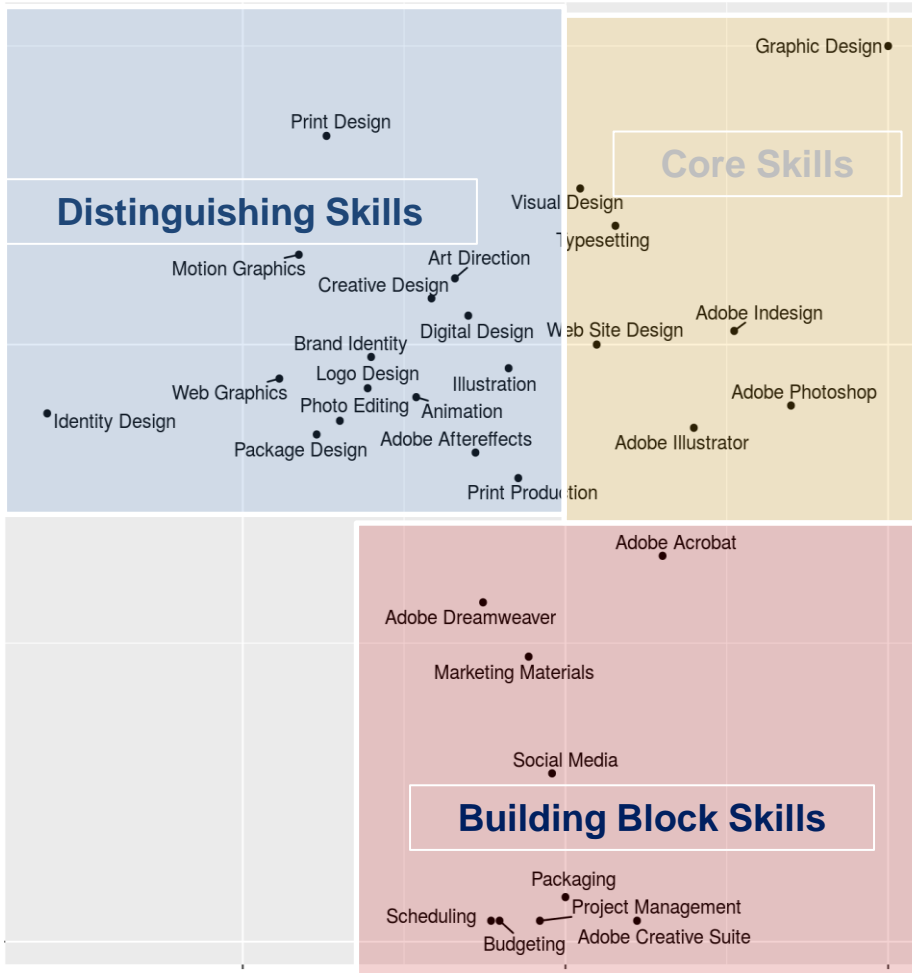 Graphic Design
Print Design
Core Skills
Visual Design
Distinguishing Skills
Typesetting
Art Direction
Motion Graphics
Creative Design
Adobe Indesign
Digital Design
Web Site Design
Brand Identity
Logo Design
Illustration
Web Graphics
Adobe Photoshop
Photo Editing
Animation
Identity Design
Adobe Aftereffects
Adobe Illustrator
Package Design
Print Production
Adobe Acrobat
Adobe Dreamweaver
Marketing Materials
Social Media
Building Block Skills
Packaging
Project Management
Scheduling
Adobe Creative Suite
Budgeting